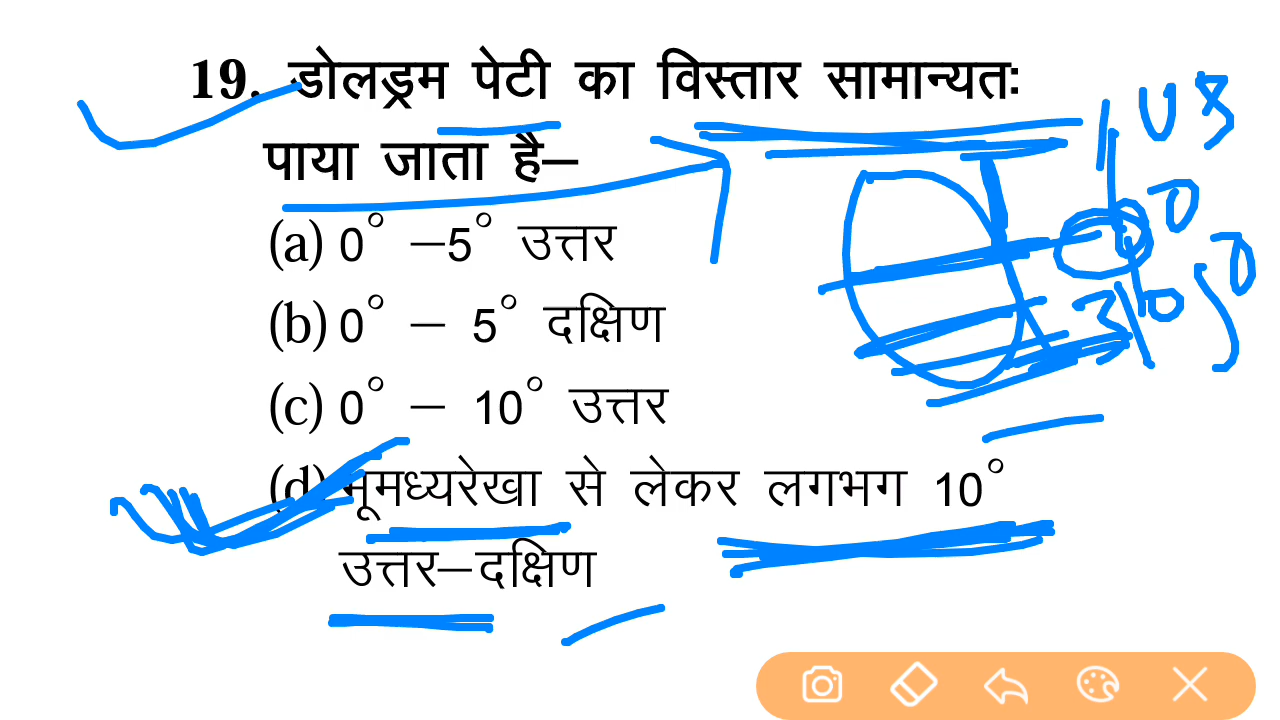 19. डोलड्रम पेटी का विस्तार सामान्यतः
पाया जाता है–
(a) 0° –5° उत्तर
(b) 0° – 5° दक्षिण
(c) 0° – 10° उत्तर
(d) भूमध्यरेखा से लेकर लगभग 10°
उत्तर–दक्षिण